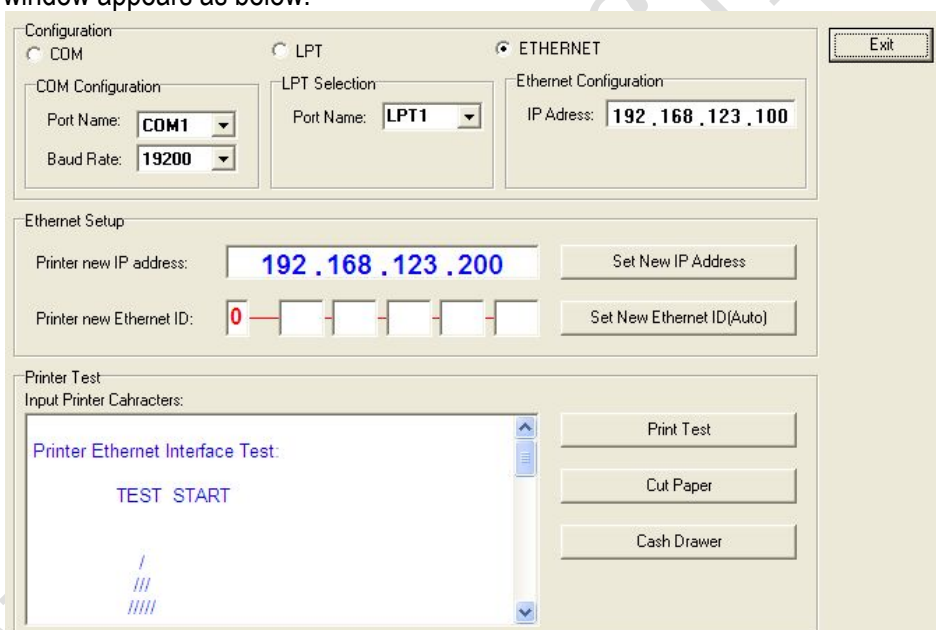 window appears as below:
Configuration
COM
LPT
ETHERNET
Exit
COM Configuration
LPT Selection
Ethernet Configuration
Port Name: COM1
Port Name: LPT1
IP Adress: 192 .168 .123 .100
Baud Rate: 19200
Ethernet Setup
Printer new IP address: 192 .168 .123 .200
Set New IP Address
Printer new Ethernet ID: 0
Set New Ethernet ID(Auto)
Printer Test
Input Printer Cahracters:
Printer Ethernet Interface Test:
TEST START
/
///
/////
Print Test
Cut Paper
Cash Drawer